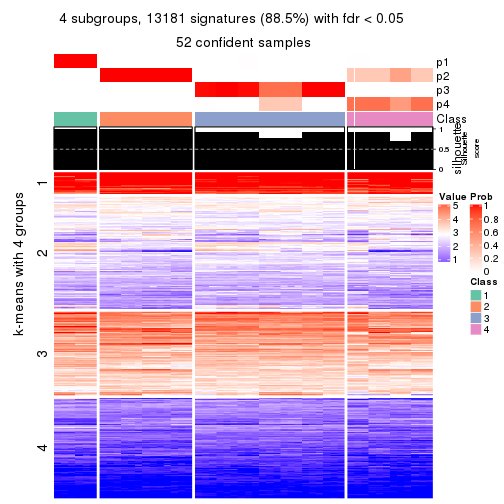 4 subgroups, 13181 signatures (88.5%) with fdr < 0.05
52 confident samples
p1
p2
p3
p4
Class
silhouette
Silhouette
score
1
0.5
0
k-means with 4 groups
1
2
3
4
Value
5
4
3
2
1
Prob
1
0.8
0.6
0.4
0.2
0
Class
1
2
3
4